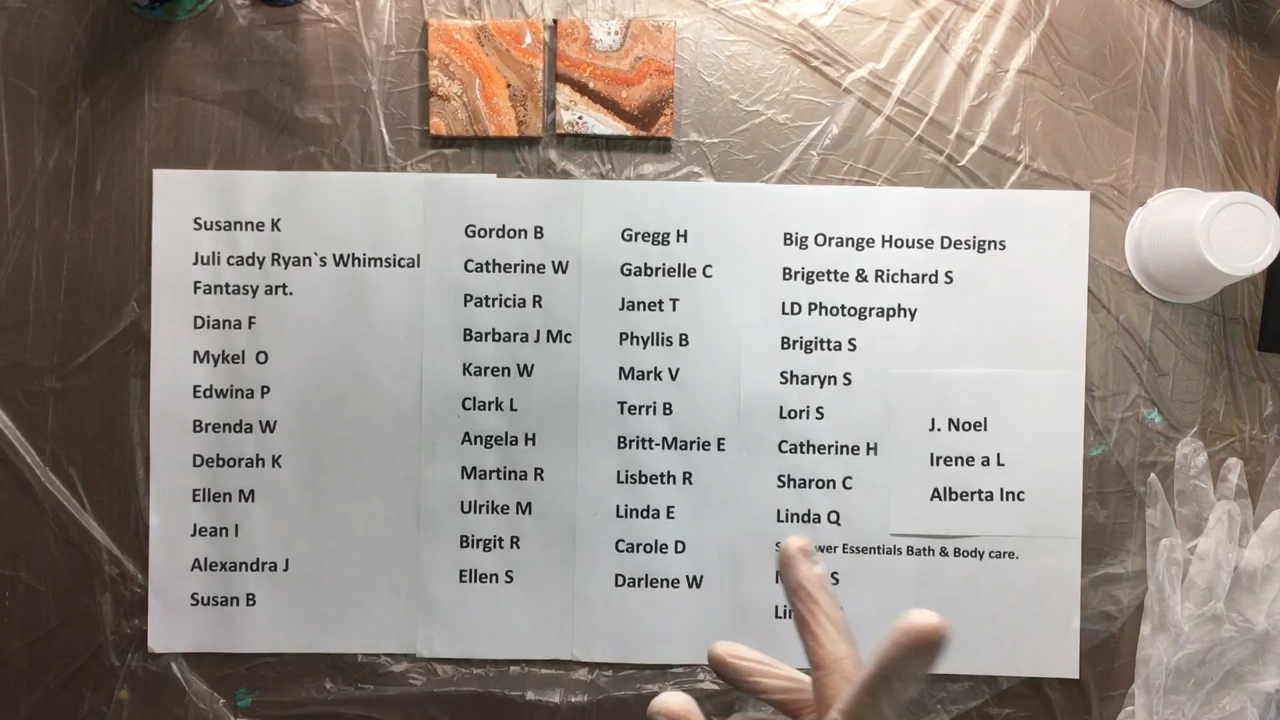 Susanne K
Juli cady Ryan`s Whimsical
Fantasy art.
Diana F
Mykel O
Edwina P
Brenda W
Deborah K
Ellen M
Jean I
Alexandra J
Susan B
Gordon B
Catherine W
Patricia R
Barbara J Mc
Karen W
Clark L
Angela H
Martina R
Ulrike M
Birgit R
Ellen S
Gregg H
Gabrielle C
Janet T
Phyllis B
Mark V
Terri B
Britt-Marie E
Lisbeth R
Linda E
Carole D
Darlene W
Big Orange House Designs
Brigette & Richard S
LD Photography
Brigitta S
Sharyn S
Lori S
Catherine H
Sharon C
Linda Q
Essentials Bath & Body care.
S
J. Noel
Irene a L
Alberta Inc